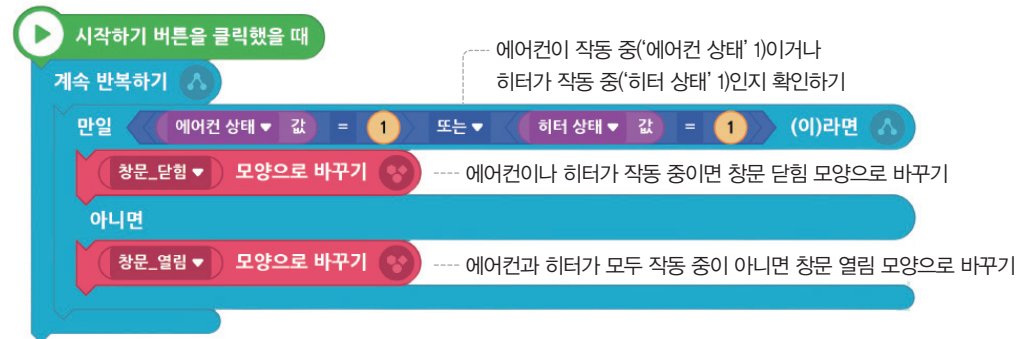 시작하기 버튼을 클릭했을 때
계속 반복하기
에어컨이 작동 중(‘에어컨 상태’ 1)이거나
히터가 작동 중(‘히터 상태’ 1)인지 확인하기
만일 에어컨 상태▼ 값 = 1 또는▼ 히터 상태▼ 값 = 1 (이)라면
창문_닫힘▼ 모양으로 바꾸기 에어컨이나 히터가 작동 중이면 창문 닫힘 모양으로 바꾸기
아니면
창문_열림▼ 모양으로 바꾸기 에어컨과 히터가 모두 작동 중이 아니면 창문 열림 모양으로 바꾸기